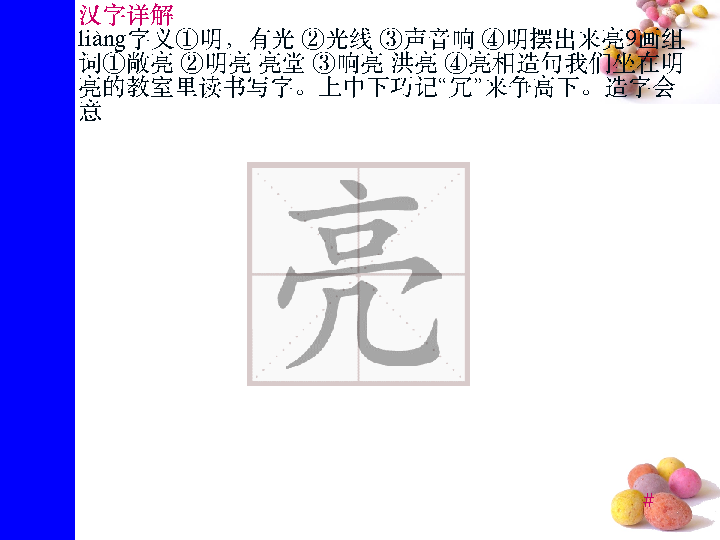 汉字详解
liàng字义①明，有光 ②光线 ③声音响 ④明摆出来亮9画组
词①敞亮 ②明亮 亮堂 ③响亮 洪亮 ④亮相造句我们坐在明
亮的教室里读书写字。上中下巧记“冗”来争高下。造字会
意
亮
#